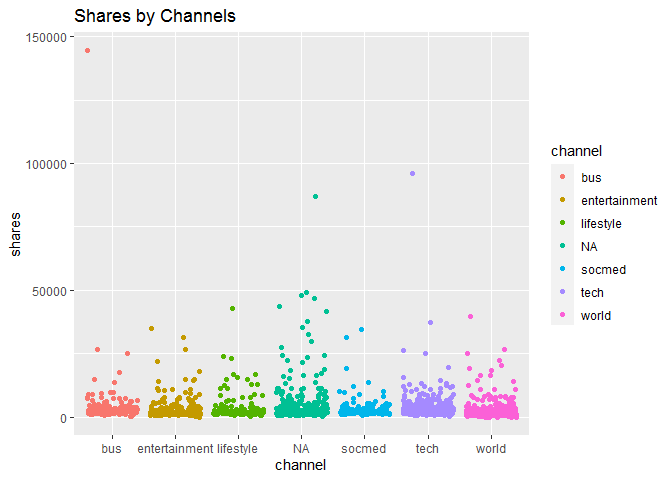 Shares by Channels
150000
100000
50000
0
shares
bus entertainment lifestyle NA socmed tech world
channel
channel
bus
entertainment
lifestyle
NA
socmed
tech
world